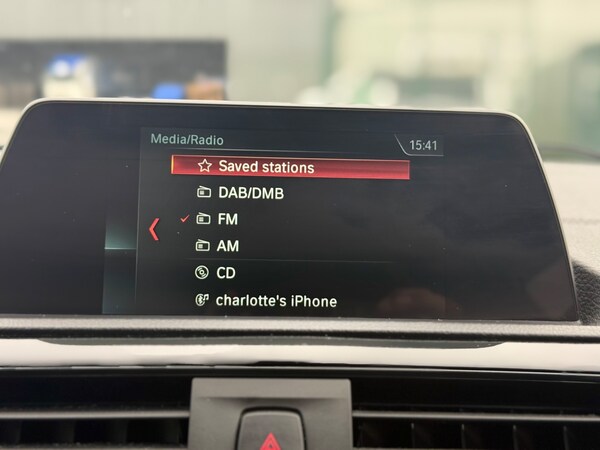 Media/Radio
15:41
Saved stations
DAB/DMB
FM
AM
CD
charlotte's iPhone